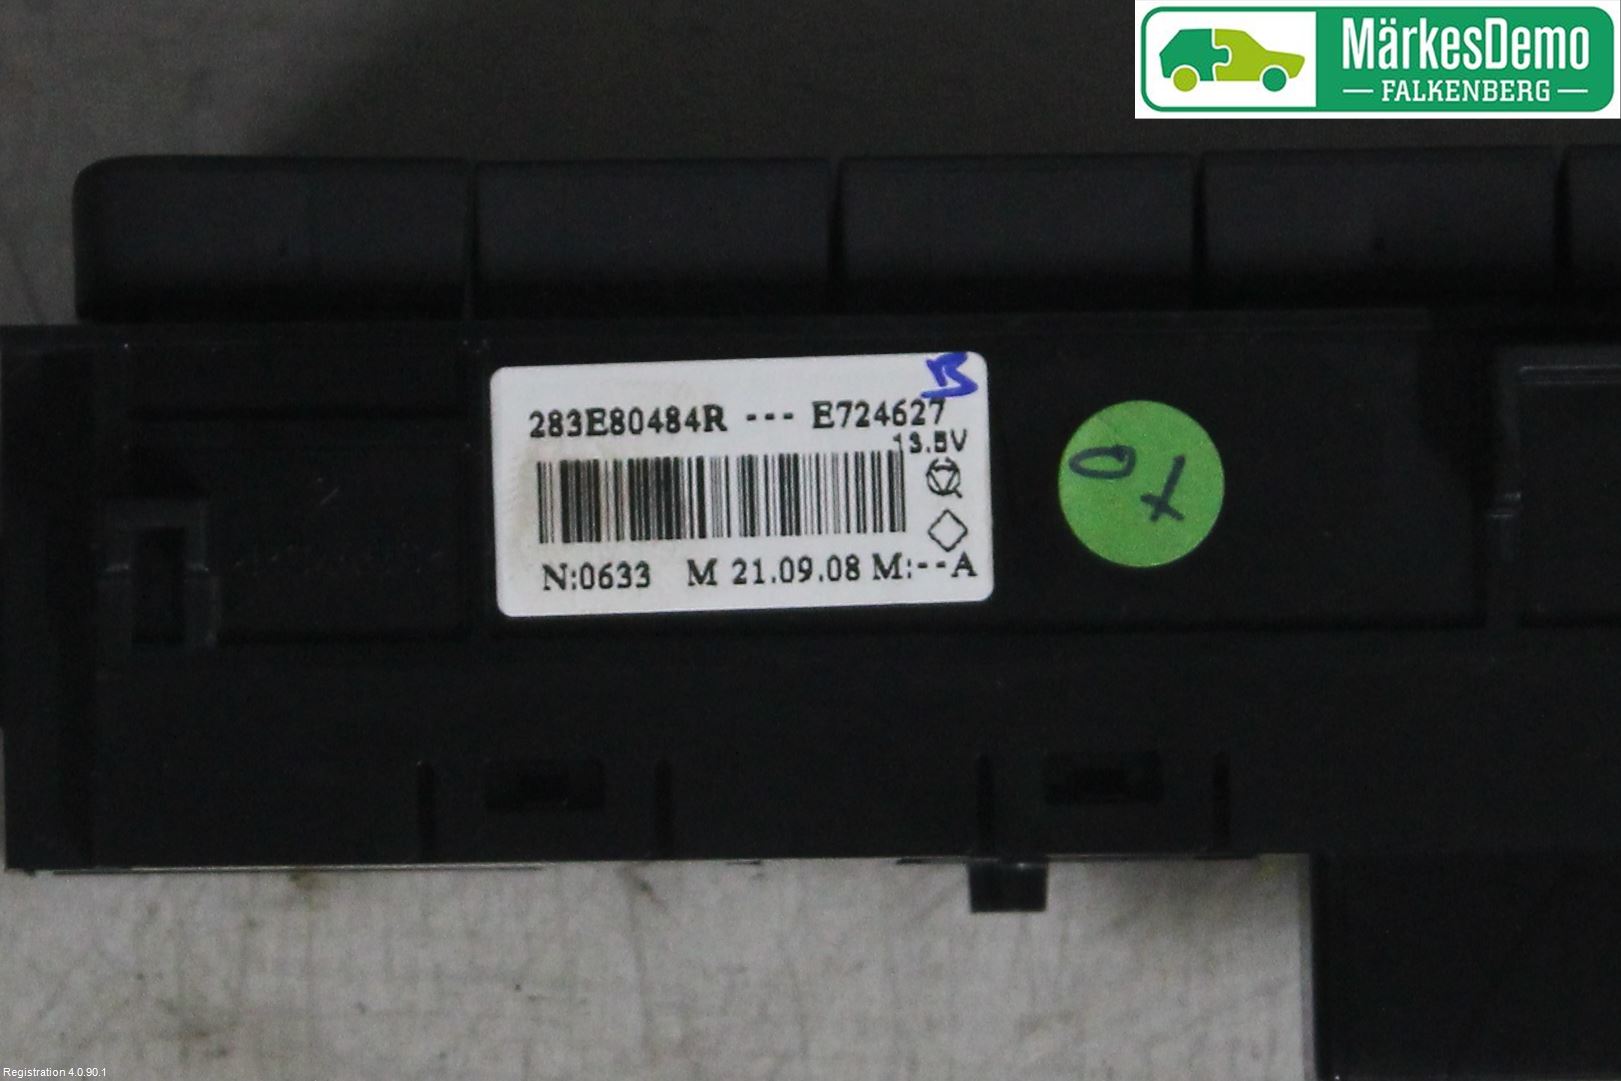 MärkesDemo
FALKENBERG
B
283E80484R --- E724627
13.5V
N:0633 M 21.09.08 M:--A
Registration 4.0.90.1